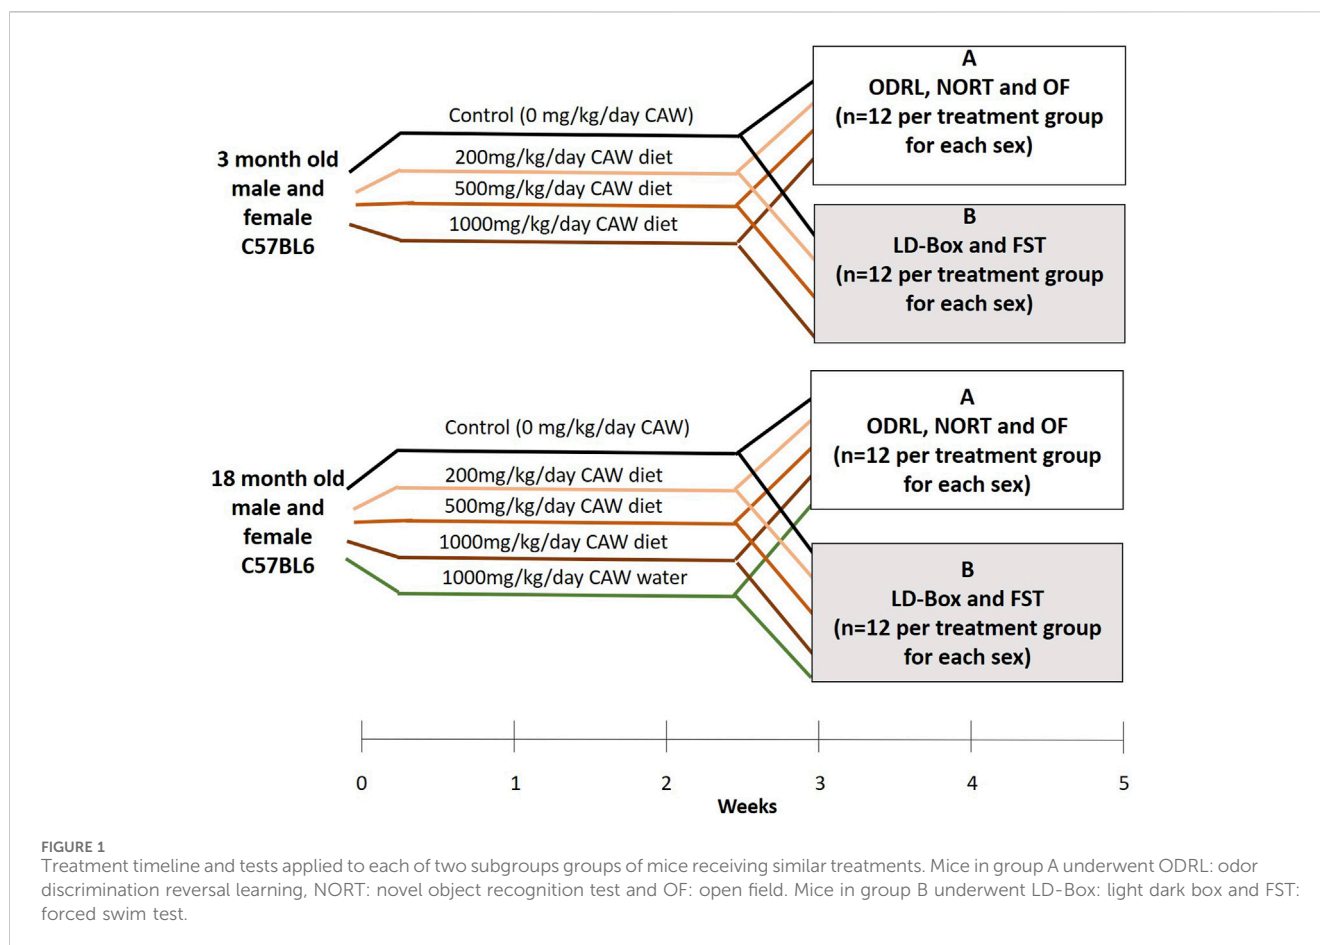 3 month old
male and
female
C57BL6
Control (0 mg/kg/day CAW)
200mg/kg/day CAW diet
500mg/kg/day CAW diet
1000mg/kg/day CAW diet
A
ODRL, NORT and OF
(n=12 per treatment group
for each sex)
B
LD-Box and FST
(n=12 per treatment group
for each sex)
18 month old
male and
female
C57BL6
Control (0 mg/kg/day CAW)
200mg/kg/day CAW diet
500mg/kg/day CAW diet
1000mg/kg/day CAW diet
1000mg/kg/day CAW water
A
ODRL, NORT and OF
(n=12 per treatment group
for each sex)
B
LD-Box and FST
(n=12 per treatment group
for each sex)
0 1 2 3 4 5
Weeks
FIGURE 1
Treatment timeline and tests applied to each of two subgroups groups of mice receiving similar treatments. Mice in group A underwent ODRL: odor
discrimination reversal learning, NORT: novel object recognition test and OF: open field. Mice in group B underwent LD-Box: light dark box and FST:
forced swim test.